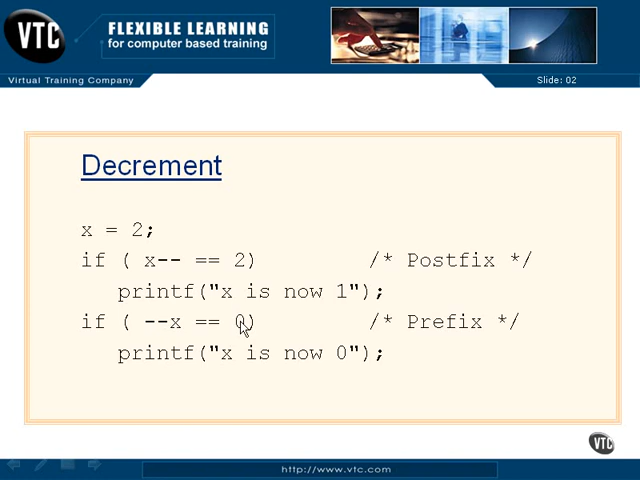 VTC
FLEXIBLE LEARNING
for computer based training
Virtual Training Company
Slide: 02
Decrement
x = 2;
if ( x-- == 2) /* Postfix */
printf("x is now 1");
if ( --x == 0) /* Prefix */
printf("x is now 0");
VTC
http://www.vtc.com